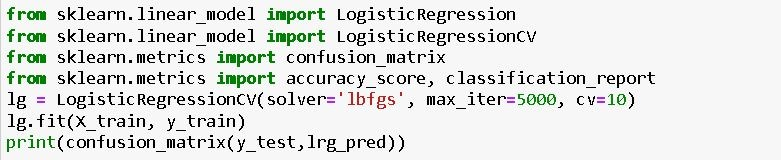 from sklearn.linear_model import LogisticRegression
from sklearn.linear_model import LogisticRegressionCV
from sklearn.metrics import confusion_matrix
from sklearn.metrics import accuracy_score, classification_report
lg = LogisticRegressionCV(solver='lbfgs', max_iter=5000, cv=10)
lg.fit(X_train, y_train)
print(confusion_matrix(y_test,lrg_pred))